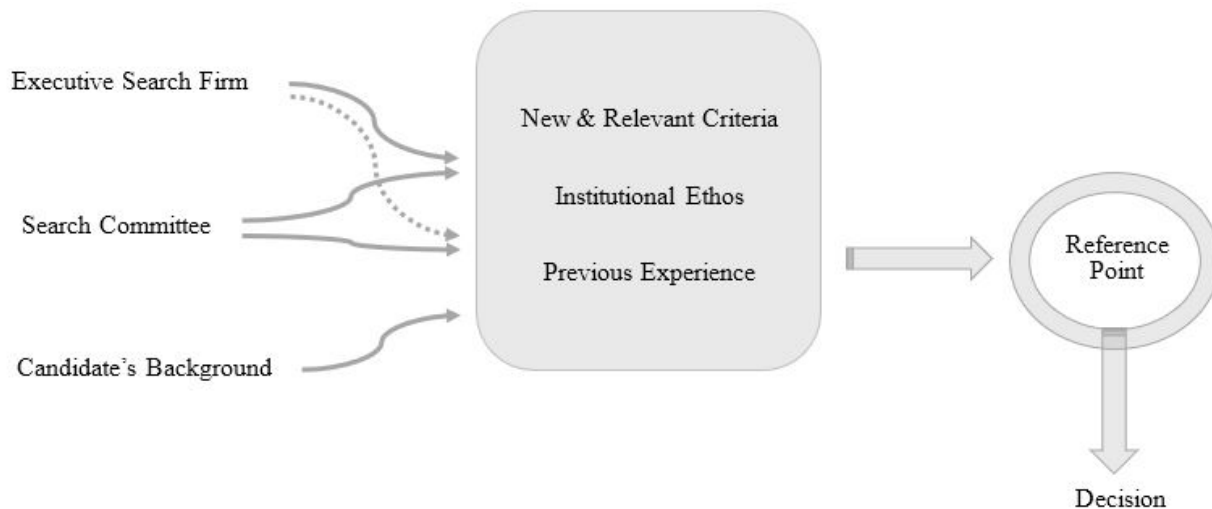 Executive Search Firm
Search Committee
Candidate’s Background
New & Relevant Criteria
Institutional Ethos
Previous Experience
Reference
Point
Decision